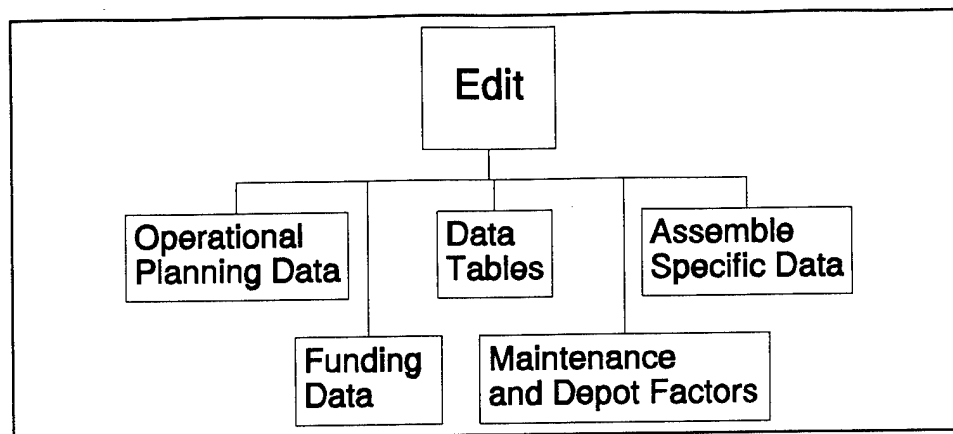 Edit
Operational
Planning Data
Data
Tables
Assemble
Specific Data
Funding
Data
Maintenance
and Depot Factors